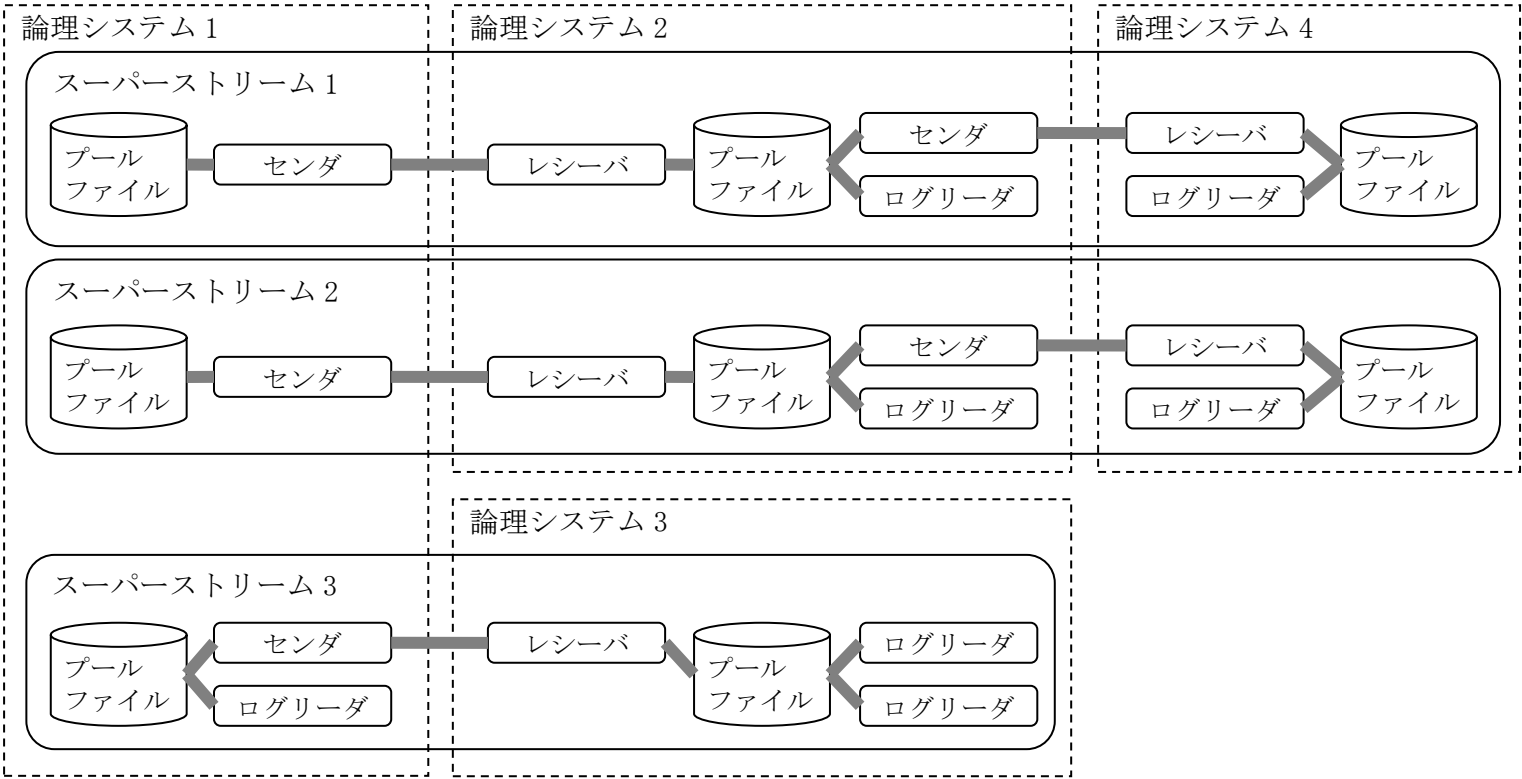 論理システム 1
論理システム 2
論理システム 4
スーパーストリーム 1
プール
ファイル
センダ
レシーバ
プール
ファイル
センダ
ログリーダ
レシーバ
ログリーダ
プール
ファイル
スーパーストリーム 2
プール
ファイル
センダ
レシーバ
プール
ファイル
センダ
ログリーダ
レシーバ
ログリーダ
プール
ファイル
論理システム 3
スーパーストリーム 3
プール
ファイル
センダ
ログリーダ
レシーバ
プール
ファイル
ログリーダ
ログリーダ